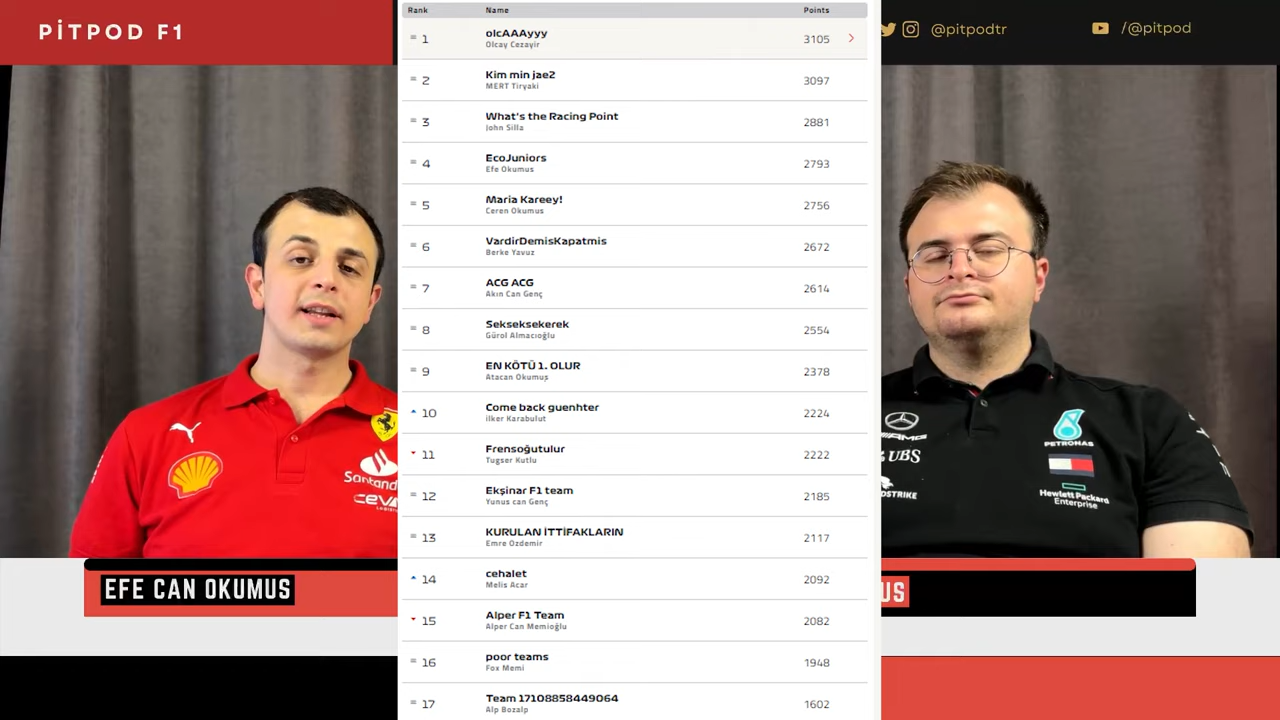 PİTPOD F1
@pitpodtr
/@pitpod
Rank Name Points
= 1 olcAAAyyy 3105
Olcay Cezayir
= 2 Kim min jae2 3097
MERT Tiryaki
= 3 What's the Racing Point 2881
John Silla
= 4 EcoJuniors 2793
Efe Okumus
= 5 Maria Kareey! 2756
Ceren Okumus
= 6 VardirDemisKapatmis 2672
Berke Yavuz
= 7 ACG ACG 2614
Akın Can Genç
= 8 Sekseksekerek 2554
Gürol Almacıoğlu
= 9 EN KÖTÜ 1. OLUR 2378
Atacan Okumuş
10 Come back guenhter 2224
ilker Karabulut
11 Frensoğutulur 2222
Tugser Kutlu
= 12 Ekşinar F1 team 2185
Yunus can Genç
= 13 KURULAN İTTİFAKLARIN 2117
Emre Ozdemir
14 cehalet 2092
Melis Acar
15 Alper F1 Team 2082
Alper Can Memioğlu
= 16 poor teams 1948
Fox Memi
= 17 Team 17108858449064 1602
Alp Bozalp
Santand
AMG
UBS
PETRONAS
Hewlett Packard
Enterprise
EFE CAN OKUMUS
US